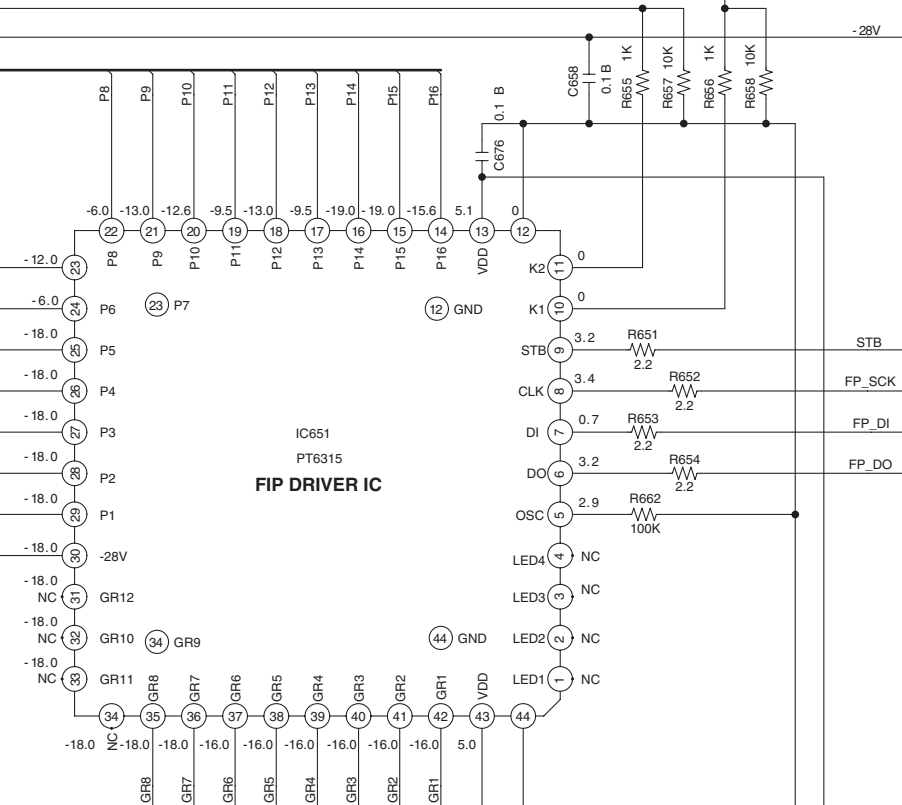 -28V
C658
0.1 B
R655 1K
R657 10K
R656 1K
R658 10K
P8 P9 P10 P11 P12 P13 P14 P15 P16
0.1 B
C676
-6.0 -13.0 -12.6 -9.5 -13.0 -9.5 -19.0 -19.0 -15.6 5.1 0
22 21 20 19 18 17 16 15 14 13 12
P8 P9 P10 P11 P12 P13 P14 P15 P16 VDD
-12.0 23 K2 11 0
-6.0 24 P6 23 P7 12 GND K1 10 0
-18.0 25 P5 STB 9 3.2 R651 2.2 STB
-18.0 26 P4 CLK 8 3.4 R652 2.2 FP_SCK
-18.0 27 P3 DI 7 0.7 R653 2.2 FP_DI
IC651
PT6315
FIP DRIVER IC
-18.0 28 P2 DO 6 3.2 R654 2.2 FP_DO
-18.0 29 P1 OSC 5 2.9 R662 100K
-18.0 30 -28V LED4 4 NC
-18.0 NC 31 GR12 LED3 3 NC
-18.0 NC 32 GR10 34 GR9 44 GND LED2 2 NC
-18.0 NC 33 GR11 LED1 1 NC
GR8 GR7 GR6 GR5 GR4 GR3 GR2 GR1 VDD
34 35 36 37 38 39 40 41 42 43 44
-18.0 NC -18.0 -18.0 -16.0 -16.0 -16.0 -16.0 -16.0 -16.0 5.0
GR8 GR7 GR6 GR5 GR4 GR3 GR2 GR1